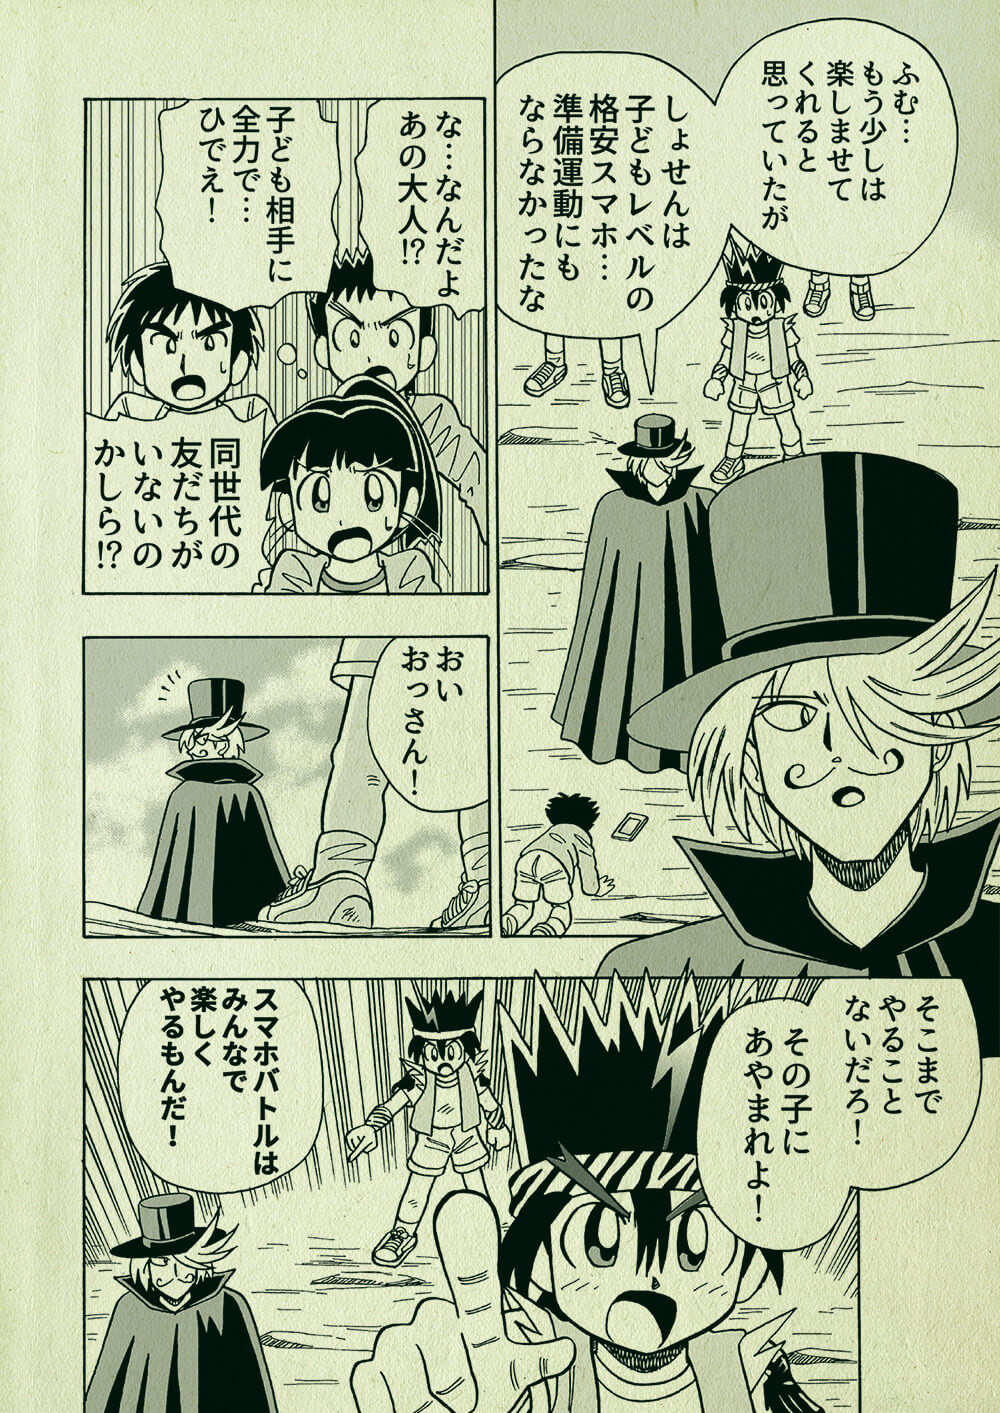 ふむ…
もう少しは
楽しませて
くれると
思っていたが
しょせんは
子どもレベルの
格安スマホ…
準備運動にも
ならなかったな
な…なんだよ
あの大人!?
子ども相手に
全力で…
ひでえ！
同世代の
友だちが
いないの
かしら!?
おい
おっさん！
そこまで
やること
ないだろ！
その子に
あやまれよ！
スマホバトルは
みんなで
楽しく
やるもんだ！